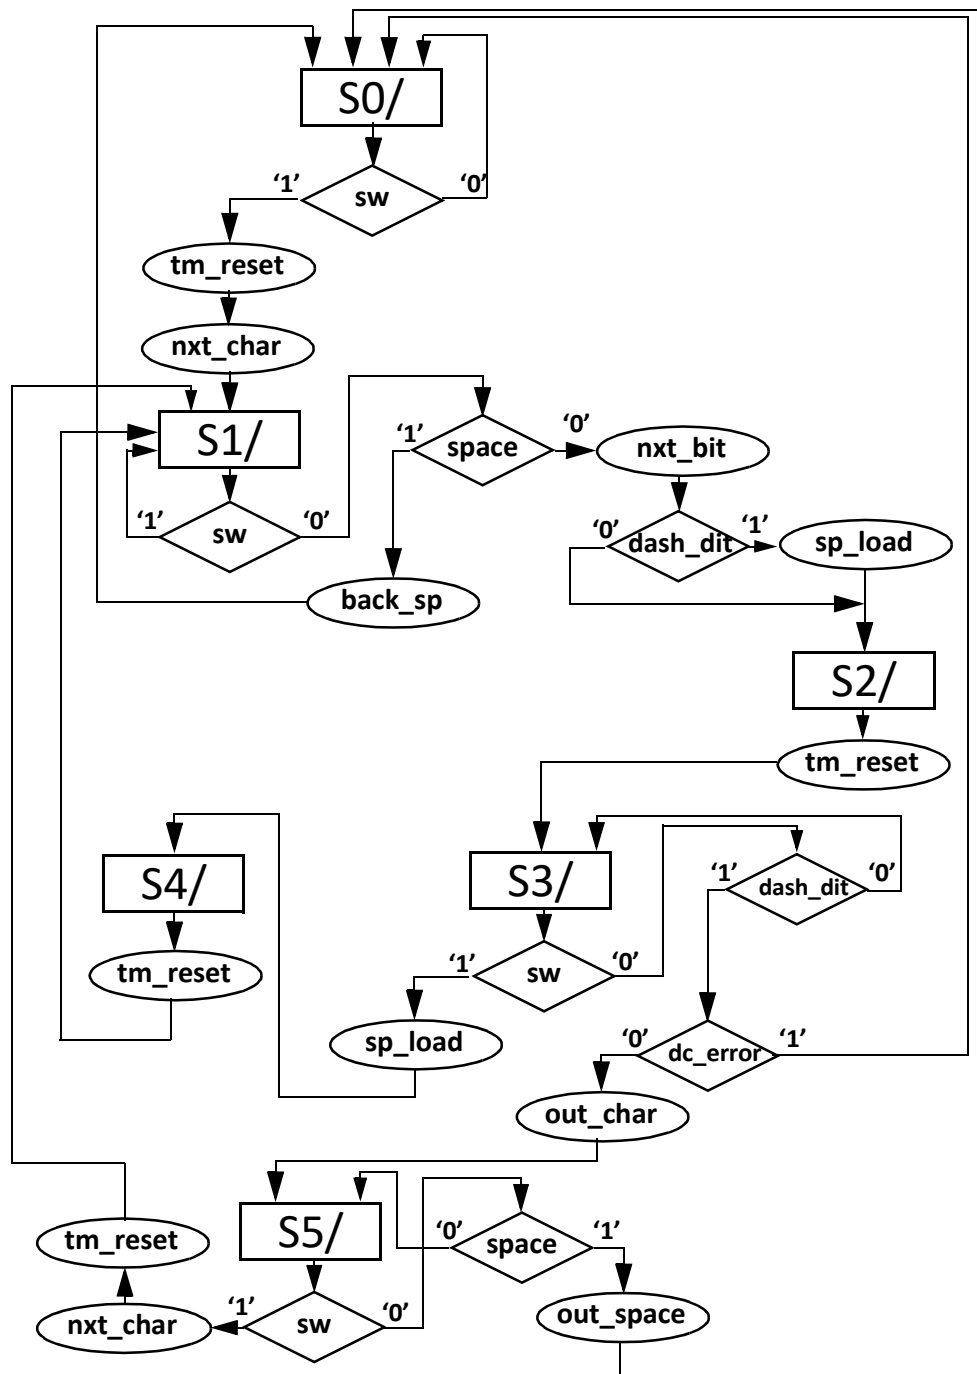 S0/
‘1’
sw
‘0’
tm_reset
nxt_char
S1/
‘1’
space
‘0’
nxt_bit
‘1’
sw
‘0’
‘0’
dash_dit
‘1’
sp_load
back_sp
S2/
tm_reset
S4/
S3/
‘1’
dash_dit
‘0’
tm_reset
‘1’
sw
‘0’
sp_load
‘0’
dc_error
‘1’
out_char
S5/
‘0’
space
‘1’
tm_reset
nxt_char
‘1’
sw
‘0’
out_space